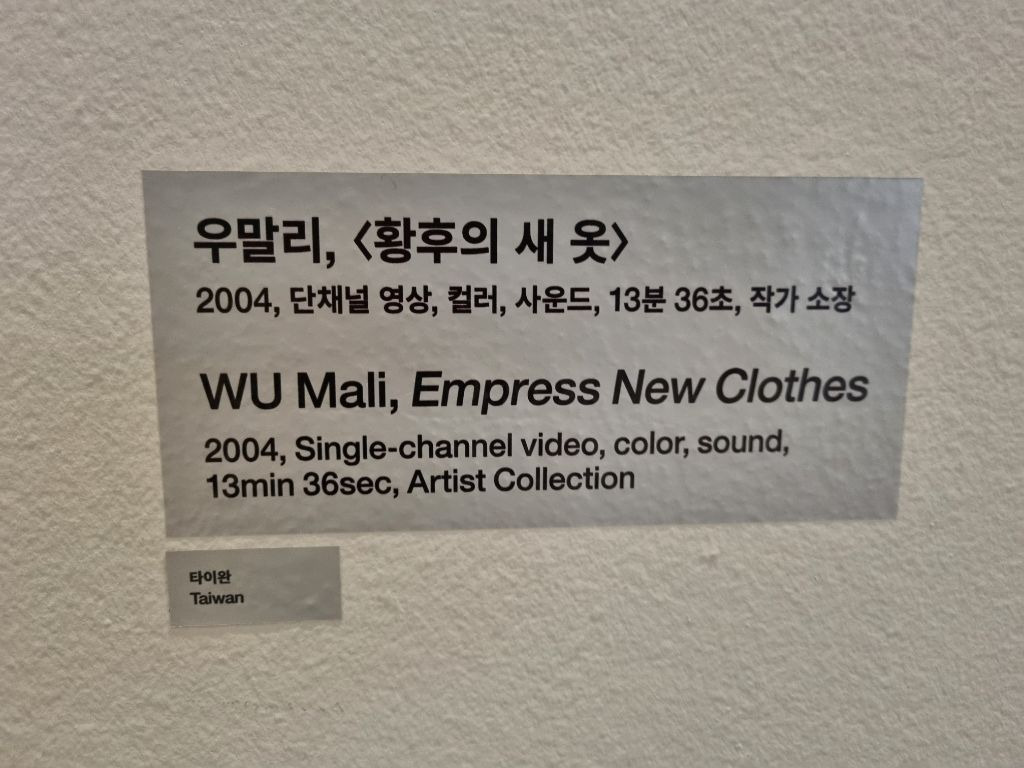 우말리, 〈황후의 새 옷〉
2004, 단채널 영상, 컬러, 사운드, 13분 36초, 작가 소장
WU Mali, Empress New Clothes
2004, Single-channel video, color, sound,
13min 36sec, Artist Collection
타이완
Taiwan